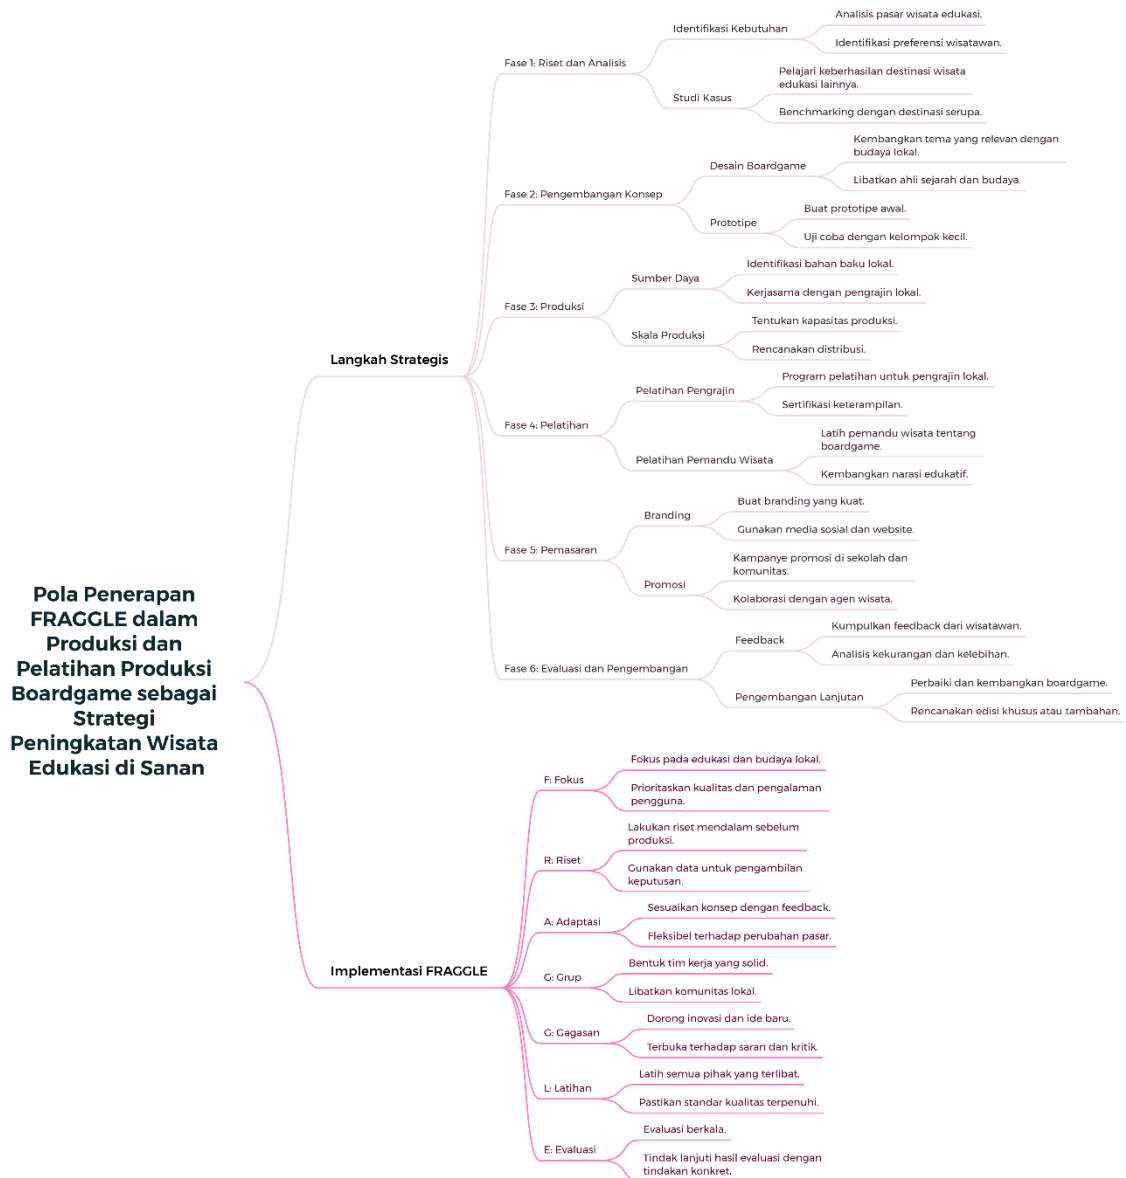 Pola Penerapan
FRAGGLE dalam
Produksi dan
Pelatihan Produksi
Boardgame sebagai
Strategi
Peningkatan Wisata
Edukasi di Sanan
Langkah Strategis
Fase 1: Riset dan Analisis
Identifikasi Kebutuhan
Analisis pasar wisata edukasi.
Identifikasi preferensi wisatawan.
Studi Kasus
Pelajari keberhasilan destinasi wisata
edukasi lainnya.
Benchmarking dengan destinasi serupa.
Fase 2: Pengembangan Konsep
Desain Boardgame
Kembangkan tema yang relevan dengan
budaya lokal.
Libatkan ahli sejarah dan budaya.
Prototipe
Buat prototipe awal.
Uji coba dengan kelompok kecil.
Fase 3: Produksi
Sumber Daya
Identifikasi bahan baku lokal.
Kerjasama dengan pengrajin lokal.
Skala Produksi
Tentukan kapasitas produksi.
Rencanakan distribusi.
Fase 4: Pelatihan
Pelatihan Pengrajin
Program pelatihan untuk pengrajin lokal.
Sertifikasi keterampilan.
Pelatihan Pemandu Wisata
Latih pemandu wisata tentang
boardgame.
Kembangkan narasi edukatif.
Fase 5: Pemasaran
Branding
Buat branding yang kuat.
Gunakan media sosial dan website.
Promosi
Kampanye promosi di sekolah dan
komunitas.
Kolaborasi dengan agen wisata.
Fase 6: Evaluasi dan Pengembangan
Feedback
Kumpulkan feedback dari wisatawan.
Analisis kekurangan dan kelebihan.
Pengembangan Lanjutan
Perbaiki dan kembangkan boardgame.
Rencanakan edisi khusus atau tambahan.
Implementasi FRAGGLE
F: Fokus
Fokus pada edukasi dan budaya lokal.
Prioritaskan kualitas dan pengalaman
pengguna.
R: Riset
Lakukan riset mendalam sebelum
produksi.
Gunakan data untuk pengambilan
keputusan.
A: Adaptasi
Sesuaikan konsep dengan feedback.
Fleksibel terhadap perubahan pasar.
G: Grup
Bentuk tim kerja yang solid.
Libatkan komunitas lokal.
G: Gagasan
Dorong inovasi dan ide baru.
Terbuka terhadap saran dan kritik.
L: Latihan
Latih semua pihak yang terlibat.
Pastikan standar kualitas terpenuhi.
E: Evaluasi
Evaluasi berkala.
Tindak lanjuti hasil evaluasi dengan
tindakan konkret.